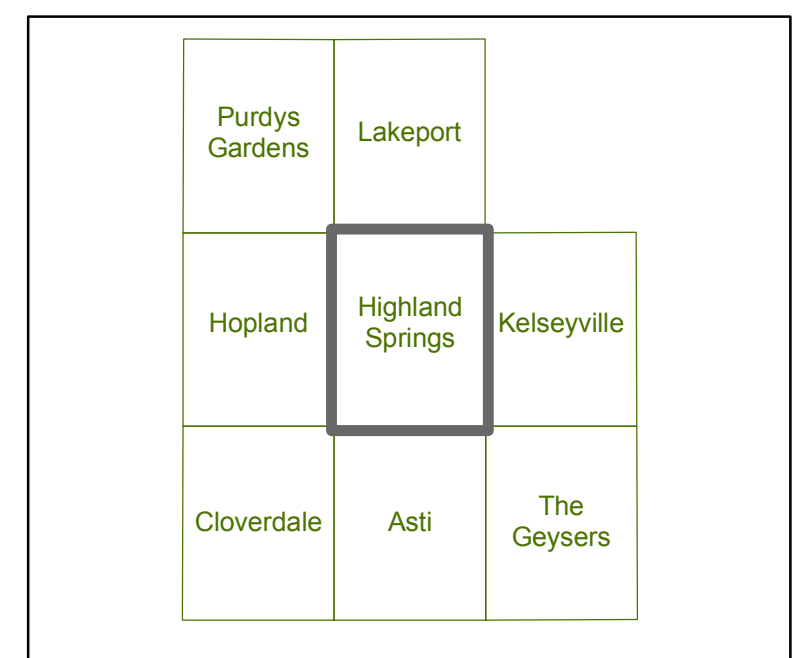 Purdys
Gardens
Lakeport
Hopland
Highland
Springs
Kelseyville
Cloverdale
Asti
The
Geysers